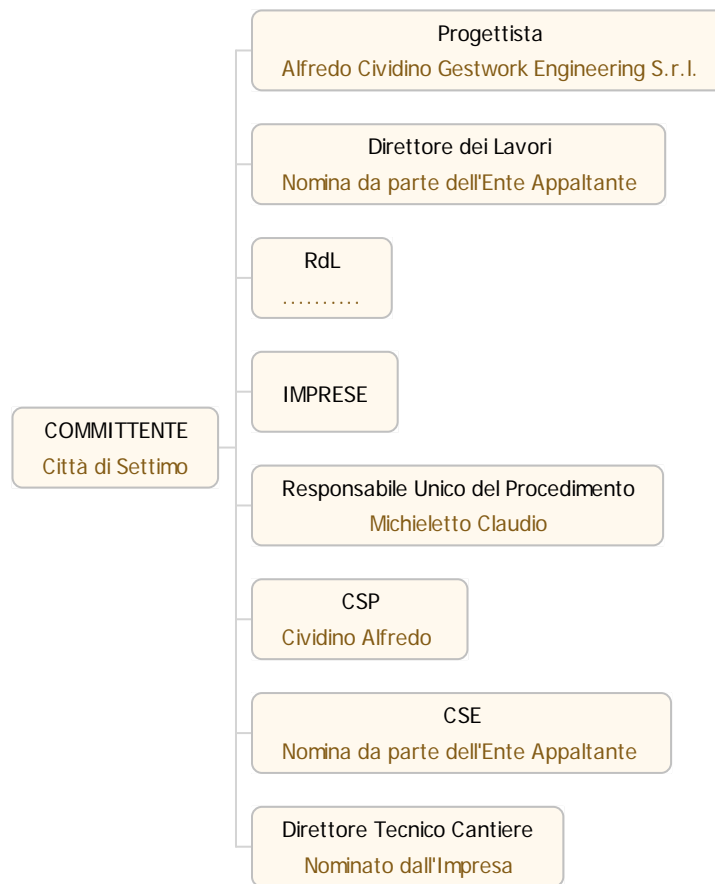 Progettista
Alfredo Cividino Gestwork Engineering S.r.l.
Direttore dei Lavori
Nomina da parte dell'Ente Appaltante
RdL
..........
IMPRESE
COMMITTENTE
Città di Settimo
Responsabile Unico del Procedimento
Michieletto Claudio
CSP
Cividino Alfredo
CSE
Nomina da parte dell'Ente Appaltante
Direttore Tecnico Cantiere
Nominato dall'Impresa